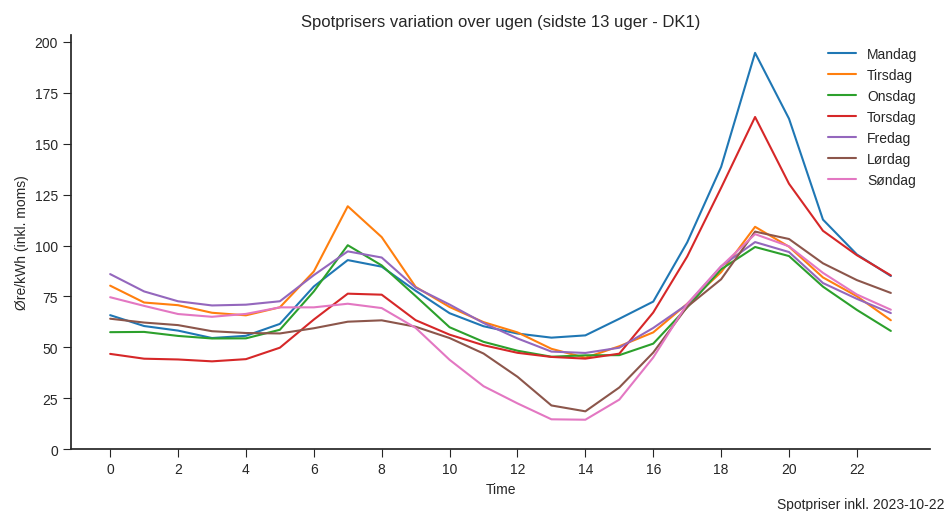 Spotprisers variation over ugen (sidste 13 uger - DK1)
Øre/kWh (inkl. moms)
200
175
150
125
100
75
50
25
0
Mandag
Tirsdag
Onsdag
Torsdag
Fredag
Lørdag
Søndag
0 2 4 6 8 10 12 14 16 18 20 22
Time
Spotpriser inkl. 2023-10-22